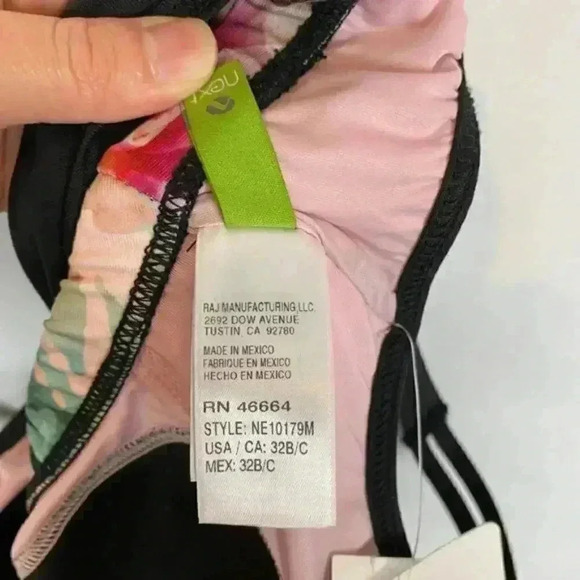 next
RAJ MANUFACTURING, LLC.
2692 DOW AVENUE
TUSTIN CA 92780
MADE IN MEXICO
FABRIQUE EN MEXICO
HECHO EN MEXICO
RN 46664
STYLE: NE10179M
USA / CA: 32B/C
MEX: 32B/C